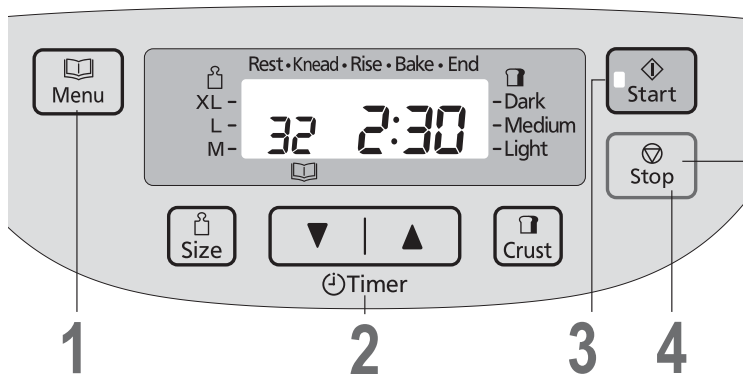 Menu
Rest • Knead • Rise • Bake • End
XL –
L –
M –
32
2:30
– Dark
– Medium
– Light
Start
Stop
Size
Timer
Crust
1
2
3
4